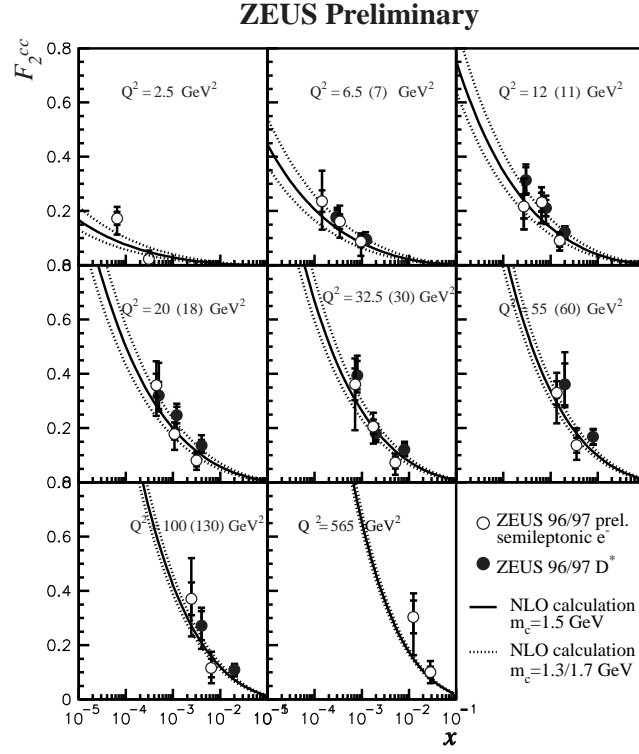 ZEUS Preliminary
F₂ᶜᶜ
Q² = 2.5 GeV²
Q² = 6.5 (7) GeV²
Q² = 12 (11) GeV²
0.8
0.6
0.4
0.2
0
Q² = 20 (18) GeV²
Q² = 32.5 (30) GeV²
Q² = 55 (60) GeV²
0.8
0.6
0.4
0.2
0
Q² = 100 (130) GeV²
Q² = 565 GeV²
0.8
0.6
0.4
0.2
0
10⁻⁵ 10⁻⁴ 10⁻³ 10⁻² 10⁻¹ 10⁻⁴ 10⁻³ 10⁻² 10⁻¹
x
ZEUS 96/97 prel.
semileptonic e⁻
ZEUS 96/97 D*
NLO calculation
m_c=1.5 GeV
NLO calculation
m_c=1.3/1.7 GeV